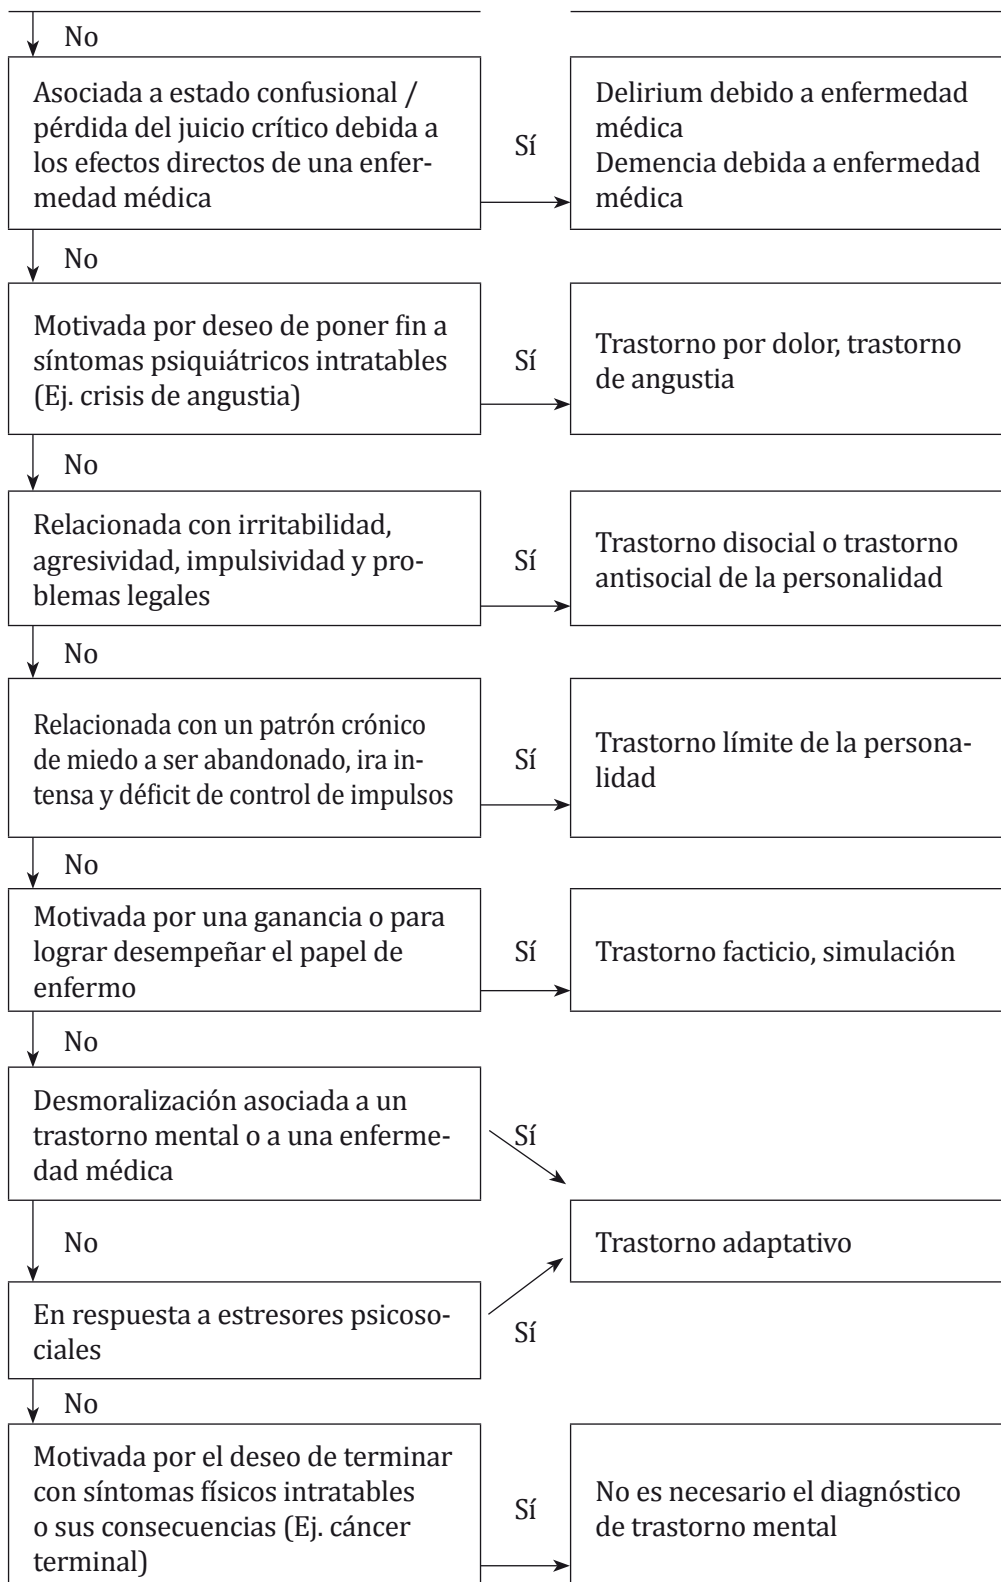 No
Asociada a estado confusional /
pérdida del juicio crítico debida a
los efectos directos de una enfer-
medad médica
Sí
Delirium debido a enfermedad
médica
Demencia debida a enfermedad
médica
No
Motivada por deseo de poner fin a
síntomas psiquiátricos intratables
(Ej. crisis de angustia)
Sí
Trastorno por dolor, trastorno
de angustia
No
Relacionada con irritabilidad,
agresividad, impulsividad y pro-
blemas legales
Sí
Trastorno disocial o trastorno
antisocial de la personalidad
No
Relacionada con un patrón crónico
de miedo a ser abandonado, ira in-
tensa y déficit de control de impulsos
Sí
Trastorno límite de la persona-
lidad
No
Motivada por una ganancia o para
lograr desempeñar el papel de
enfermo
Sí
Trastorno facticio, simulación
No
Desmoralización asociada a un
trastorno mental o a una enferme-
dad médica
Sí
No
Trastorno adaptativo
En respuesta a estresores psicoso-
ciales
Sí
No
Motivada por el deseo de terminar
con síntomas físicos intratables
o sus consecuencias (Ej. cáncer
terminal)
Sí
No es necesario el diagnóstico
de trastorno mental